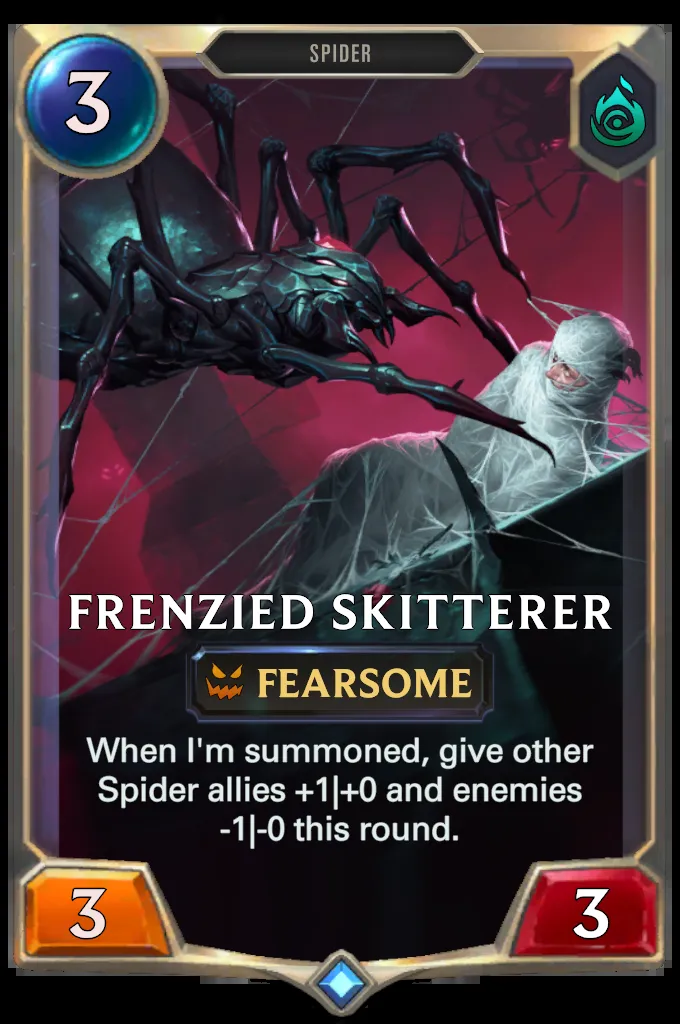 SPIDER
3
FRENZIED SKITTERER
FEARSOME
When I'm summoned, give other
Spider allies +1|+0 and enemies
-1|-0 this round.
3
3